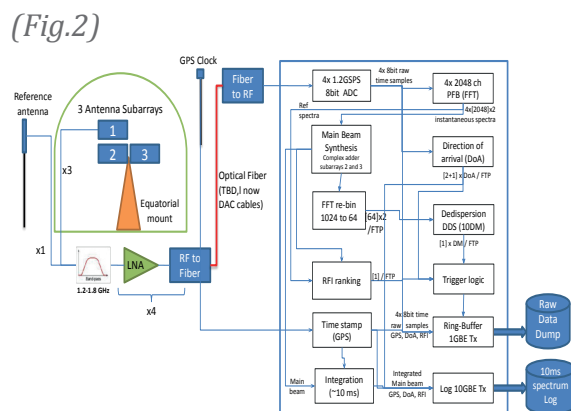 (Fig.2)
GPS Clock
Fiber
to RF
4x 1.2GSPS
8bit ADC
4x 8bit raw
time samples
4x 2048 ch
PFB (FFT)
Reference
antenna
3 Antenna Subarrays
1
2
3
x3
Equatorial
mount
Optical Fiber
(TBD,I now
DAC cables)
x1
1.2-1.8 GHz
LNA
x4
RF to
Fiber
Ref
spectra
4x[2048]x2
instantaneous spectra
Main Beam
Synthesis
Complex adder
subarrays 2 and 3
Direction of
arrival (DoA)
[2+1] x DoA / FTP
FFT re-bin
1024 to 64
[64]x2
/FTP
Dedispersion
DDS (10DM)
[1] x DM / FTP
RFI ranking
[1] / FTP
Trigger logic
4x 8bit time
raw samples
GPS, DoA, RFI
Ring-Buffer
1GBE Tx
Raw
Data
Dump
Time stamp
(GPS)
Main
beam
Integration
(~10 ms)
Integrated
Main beam
GPS, DoA, RFI
Log 10GBE Tx
10ms
spectrum
Log